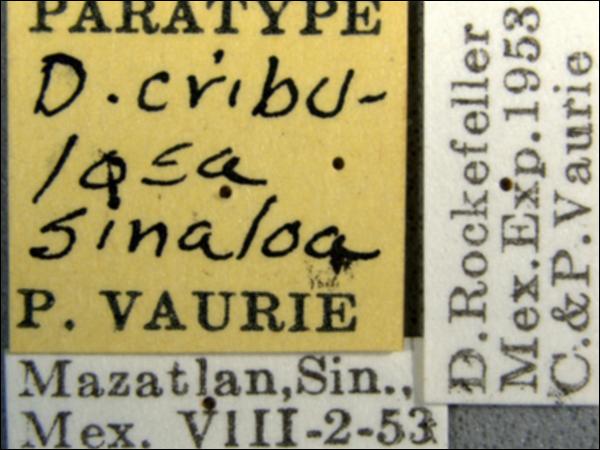 PARATYPE
D. cribu-
losa
sinaloa
P. VAURIE
Mazatlan,Sin.,
Mex. VIII-2-53
D.Rockefeller
Mex.Exp.1953
C.&P.Vaurie